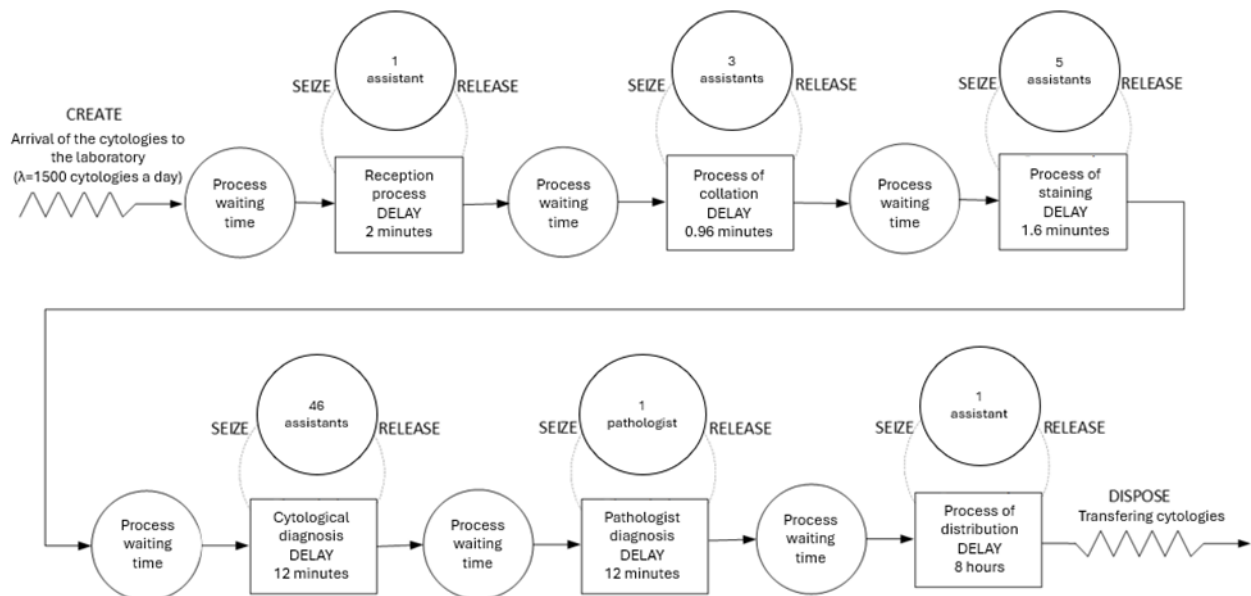 CREATE
Arrival of the cytologies to
the laboratory
(λ=1500 cytologies a day)
Process
waiting
time
SEIZE
1
assistant
RELEASE
Reception
process
DELAY
2 minutes
Process
waiting
time
SEIZE
3
assistants
RELEASE
Process of
collation
DELAY
0.96 minutes
Process
waiting
time
SEIZE
5
assistants
RELEASE
Process of
staining
DELAY
1.6 minuntes
Process
waiting
time
SEIZE
46
assistants
RELEASE
Cytological
diagnosis
DELAY
12 minutes
Process
waiting
time
SEIZE
1
pathologist
RELEASE
Pathologist
diagnosis
DELAY
12 minutes
Process
waiting
time
SEIZE
1
assistant
RELEASE
Process of
distribution
DELAY
8 hours
DISPOSE
Transfering cytologies